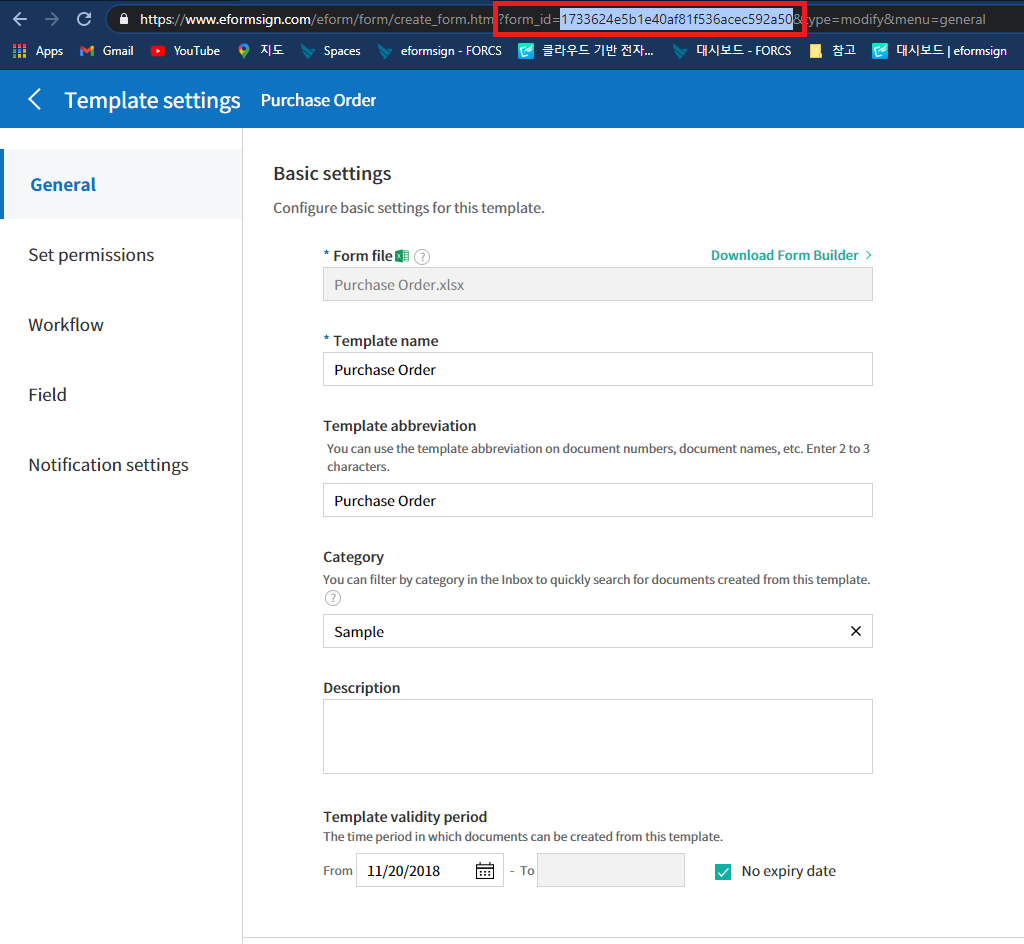 https://www.eformsign.com/eform/form/create_form.htm?form_id=1733624e5b1e40af81f536acec592a50&type=modify&menu=general
Apps Gmail YouTube 지도 Spaces eformsign - FORCS 클라우드 기반 전자... 대시보드 - FORCS 참고 대시보드 | eformsign
Template settings Purchase Order
General
Set permissions
Workflow
Field
Notification settings
Basic settings
Configure basic settings for this template.
* Form file ? Download Form Builder >
Purchase Order.xlsx
* Template name
Purchase Order
Template abbreviation
You can use the template abbreviation on document numbers, document names, etc. Enter 2 to 3
characters.
Purchase Order
Category
You can filter by category in the Inbox to quickly search for documents created from this template.
?
Sample
Description
Template validity period
The time period in which documents can be created from this template.
From 11/20/2018 - To No expiry date